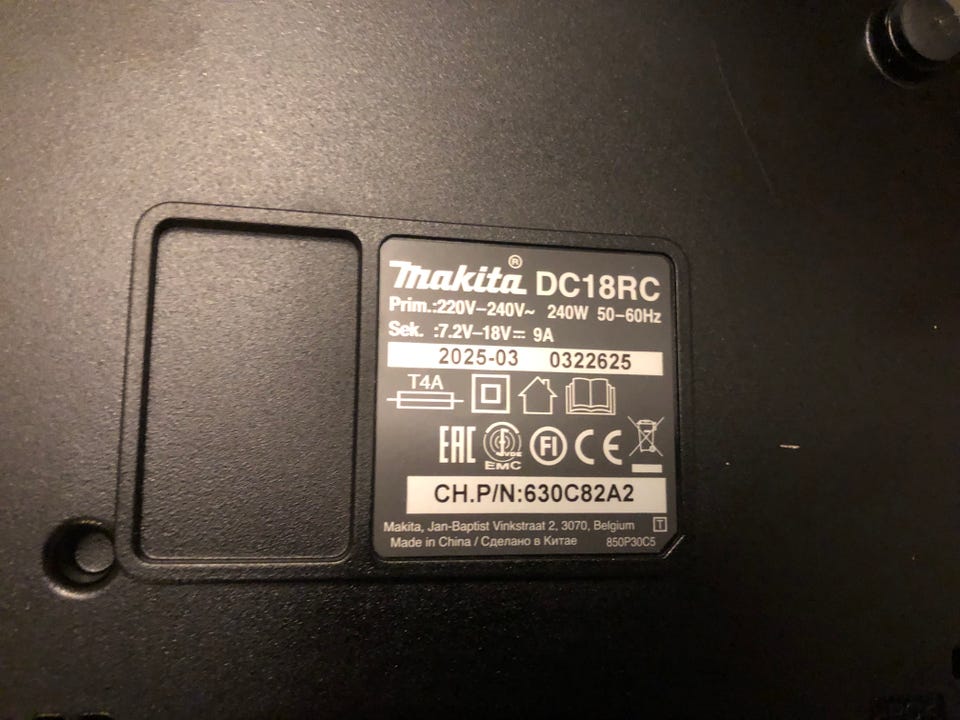 Makita® DC18RC
Prim.:220V–240V~ 240W 50–60Hz
Sek. :7.2V–18V⎓ 9A
2025-03 0322625
T4A
EAC VDE FI CE
EMC
CH.P/N:630C82A2
Makita, Jan-Baptist Vinkstraat 2, 3070, Belgium T
Made in China / Сделано в Китае 850P30C5